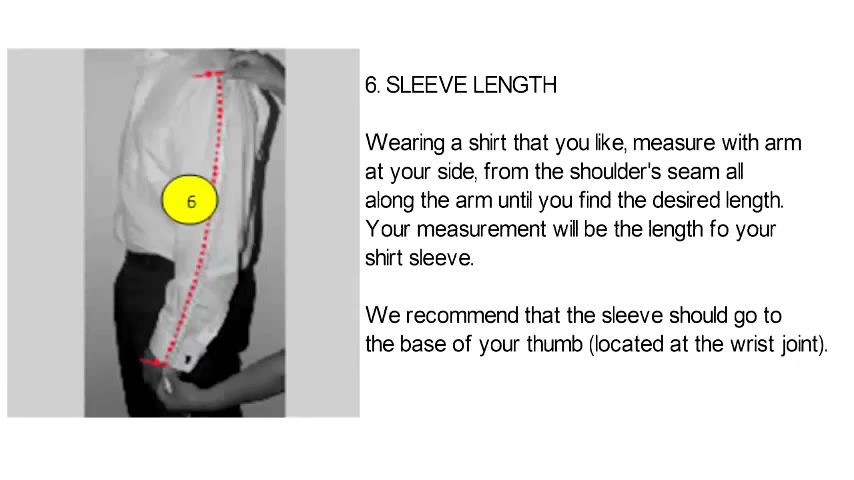 6. SLEEVE LENGTH
Wearing a shirt that you like, measure with arm
at your side, from the shoulder's seam all
along the arm until you find the desired length.
Your measurement will be the length fo your
shirt sleeve.
We recommend that the sleeve should go to
the base of your thumb (located at the wrist joint).
6